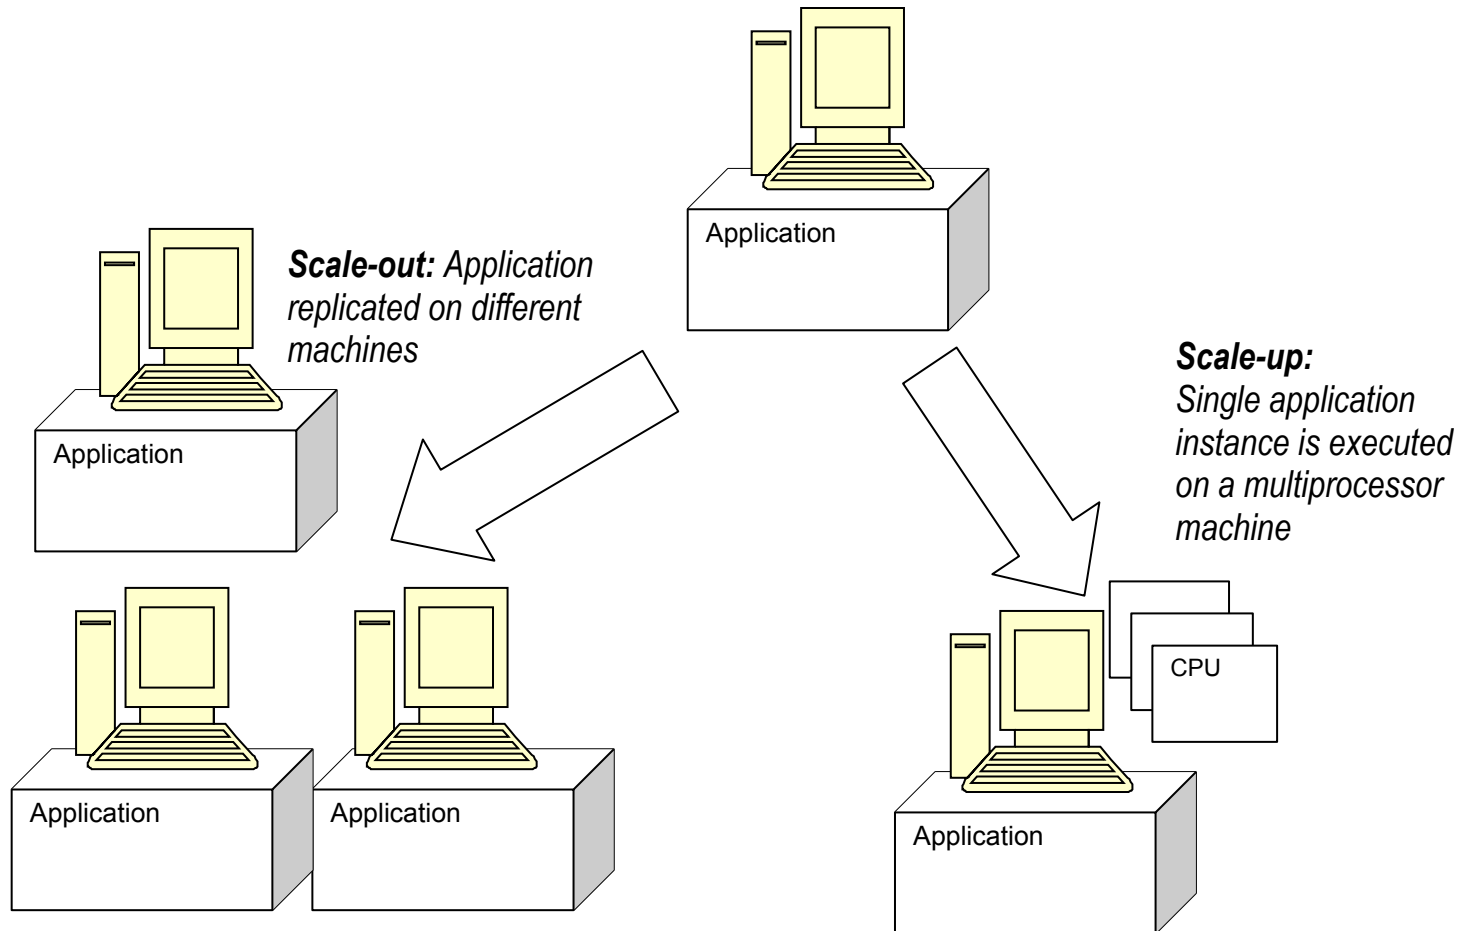 Application
Scale-out: Application
replicated on different
machines
Application
Scale-up:
Single application
instance is executed
on a multiprocessor
machine
CPU
Application
Application
Application